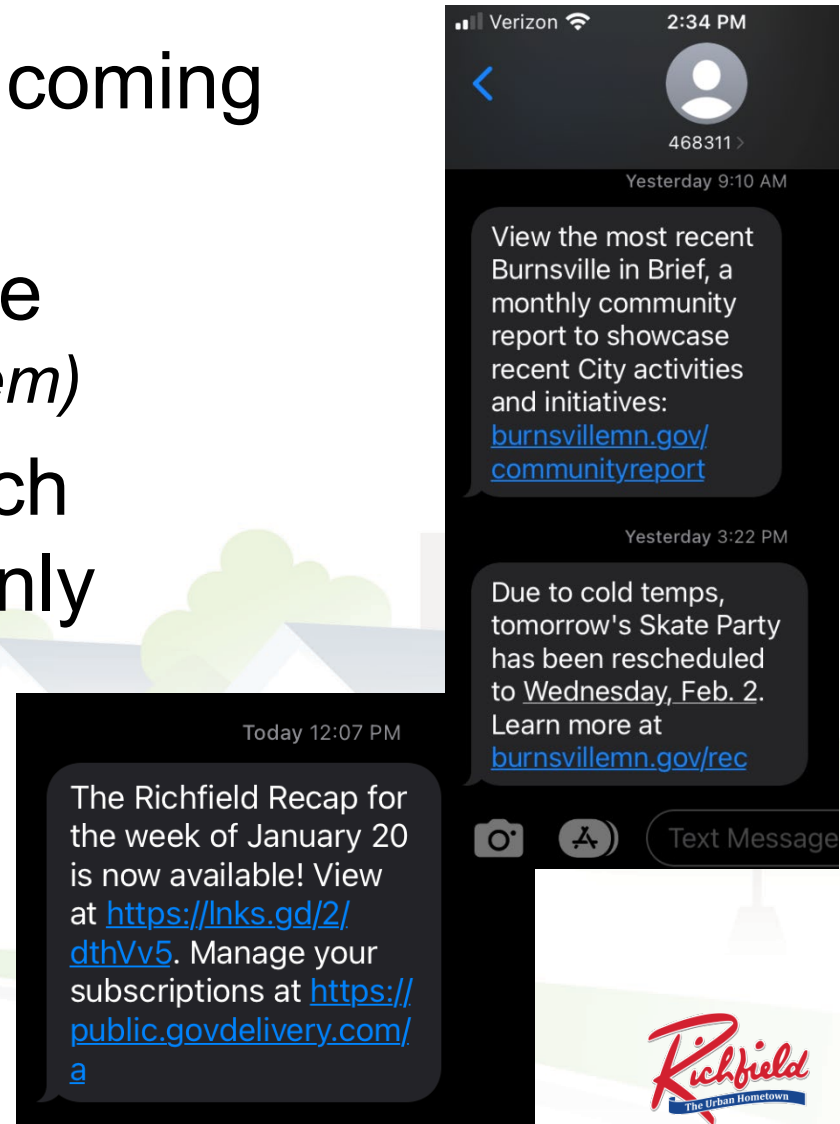 coming
e
em)
ch
nly
Verizon 2:34 PM
468311
Yesterday 9:10 AM
View the most recent
Burnsville in Brief, a
monthly community
report to showcase
recent City activities
and initiatives:
burnsvillemn.gov/
communityreport
Yesterday 3:22 PM
Due to cold temps,
tomorrow's Skate Party
has been rescheduled
to Wednesday, Feb. 2.
Learn more at
burnsvillemn.gov/rec
Text Message
Today 12:07 PM
The Richfield Recap for
the week of January 20
is now available! View
at https://lnks.gd/2/
dthVv5. Manage your
subscriptions at https://
public.govdelivery.com/
a
Richfield
The Urban Hometown